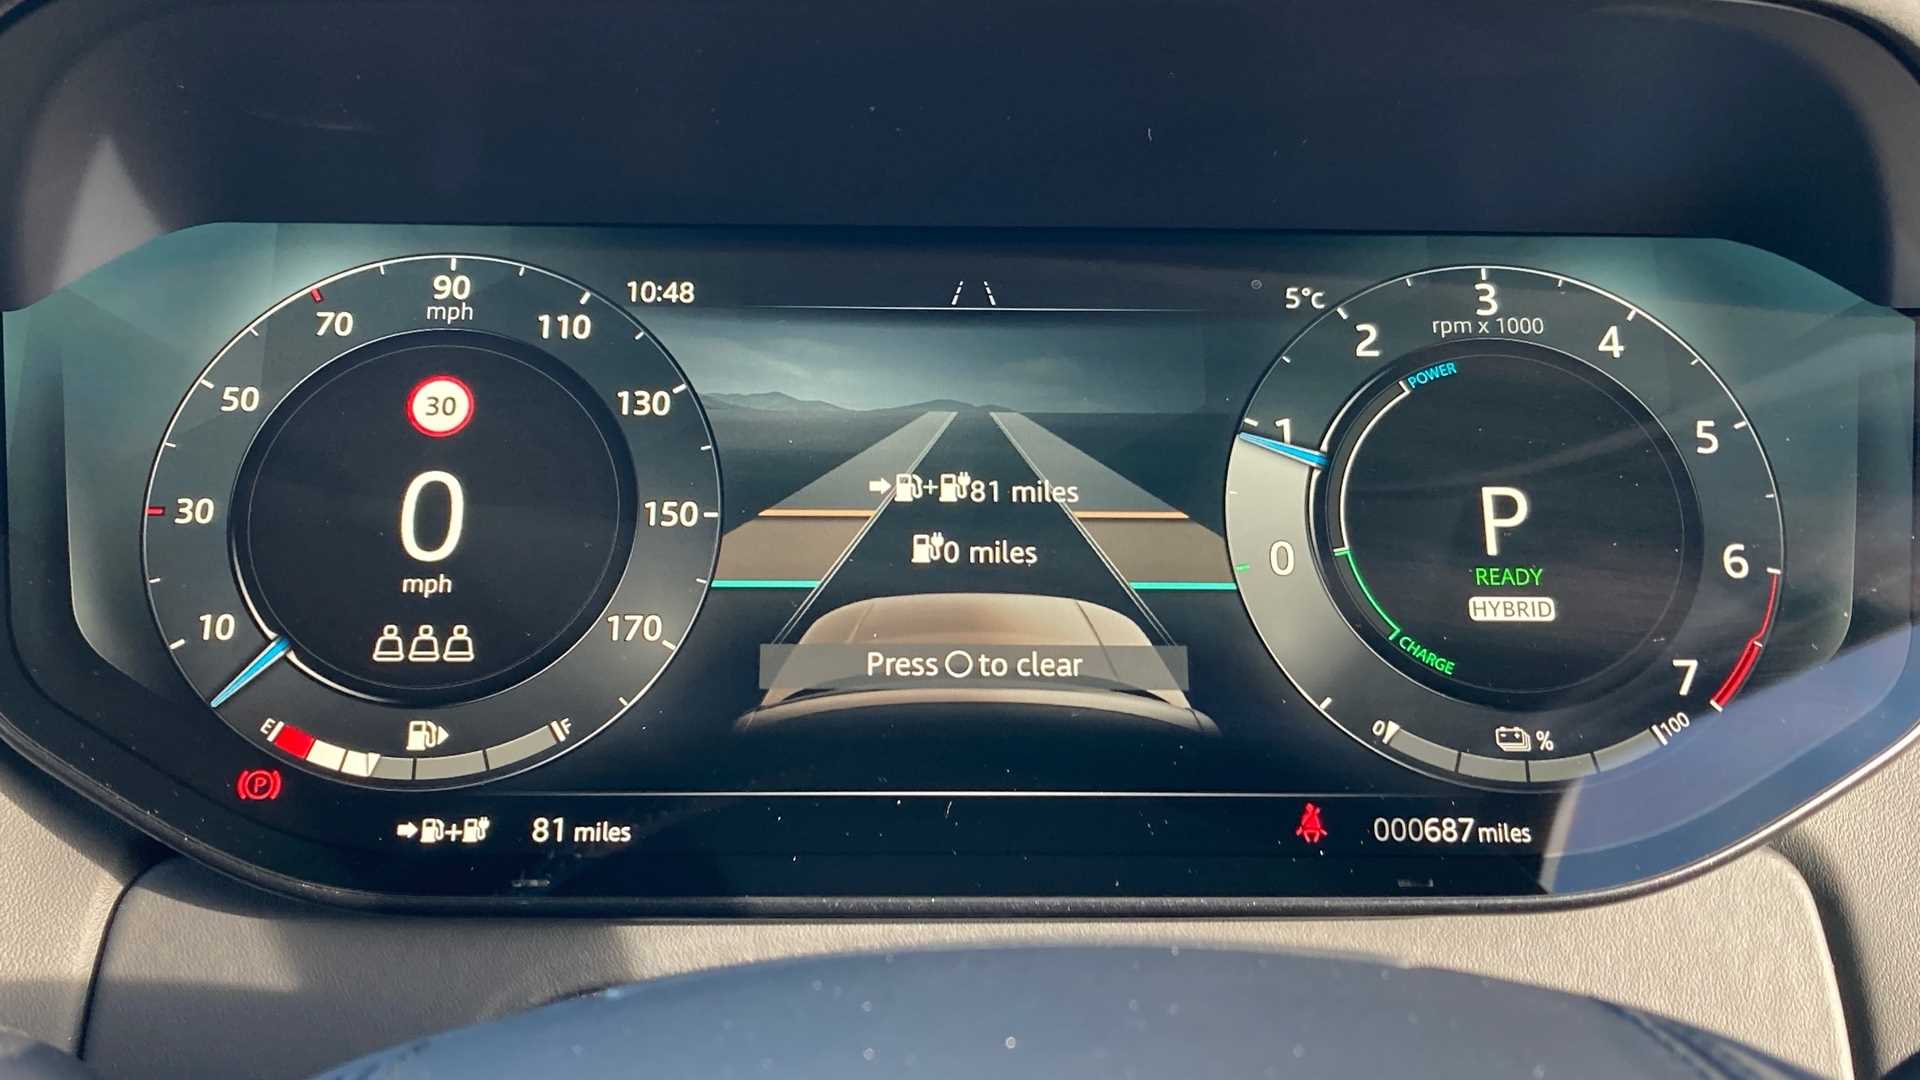 10:48
5°c
10
30
50
70
90
mph
110
130
150
170
30
0
mph
E
F
81 miles
0 miles
Press to clear
0
1
2
3
rpm x 1000
4
5
6
7
POWER
P
READY
HYBRID
CHARGE
0
%
100
P
81 miles
000687 miles